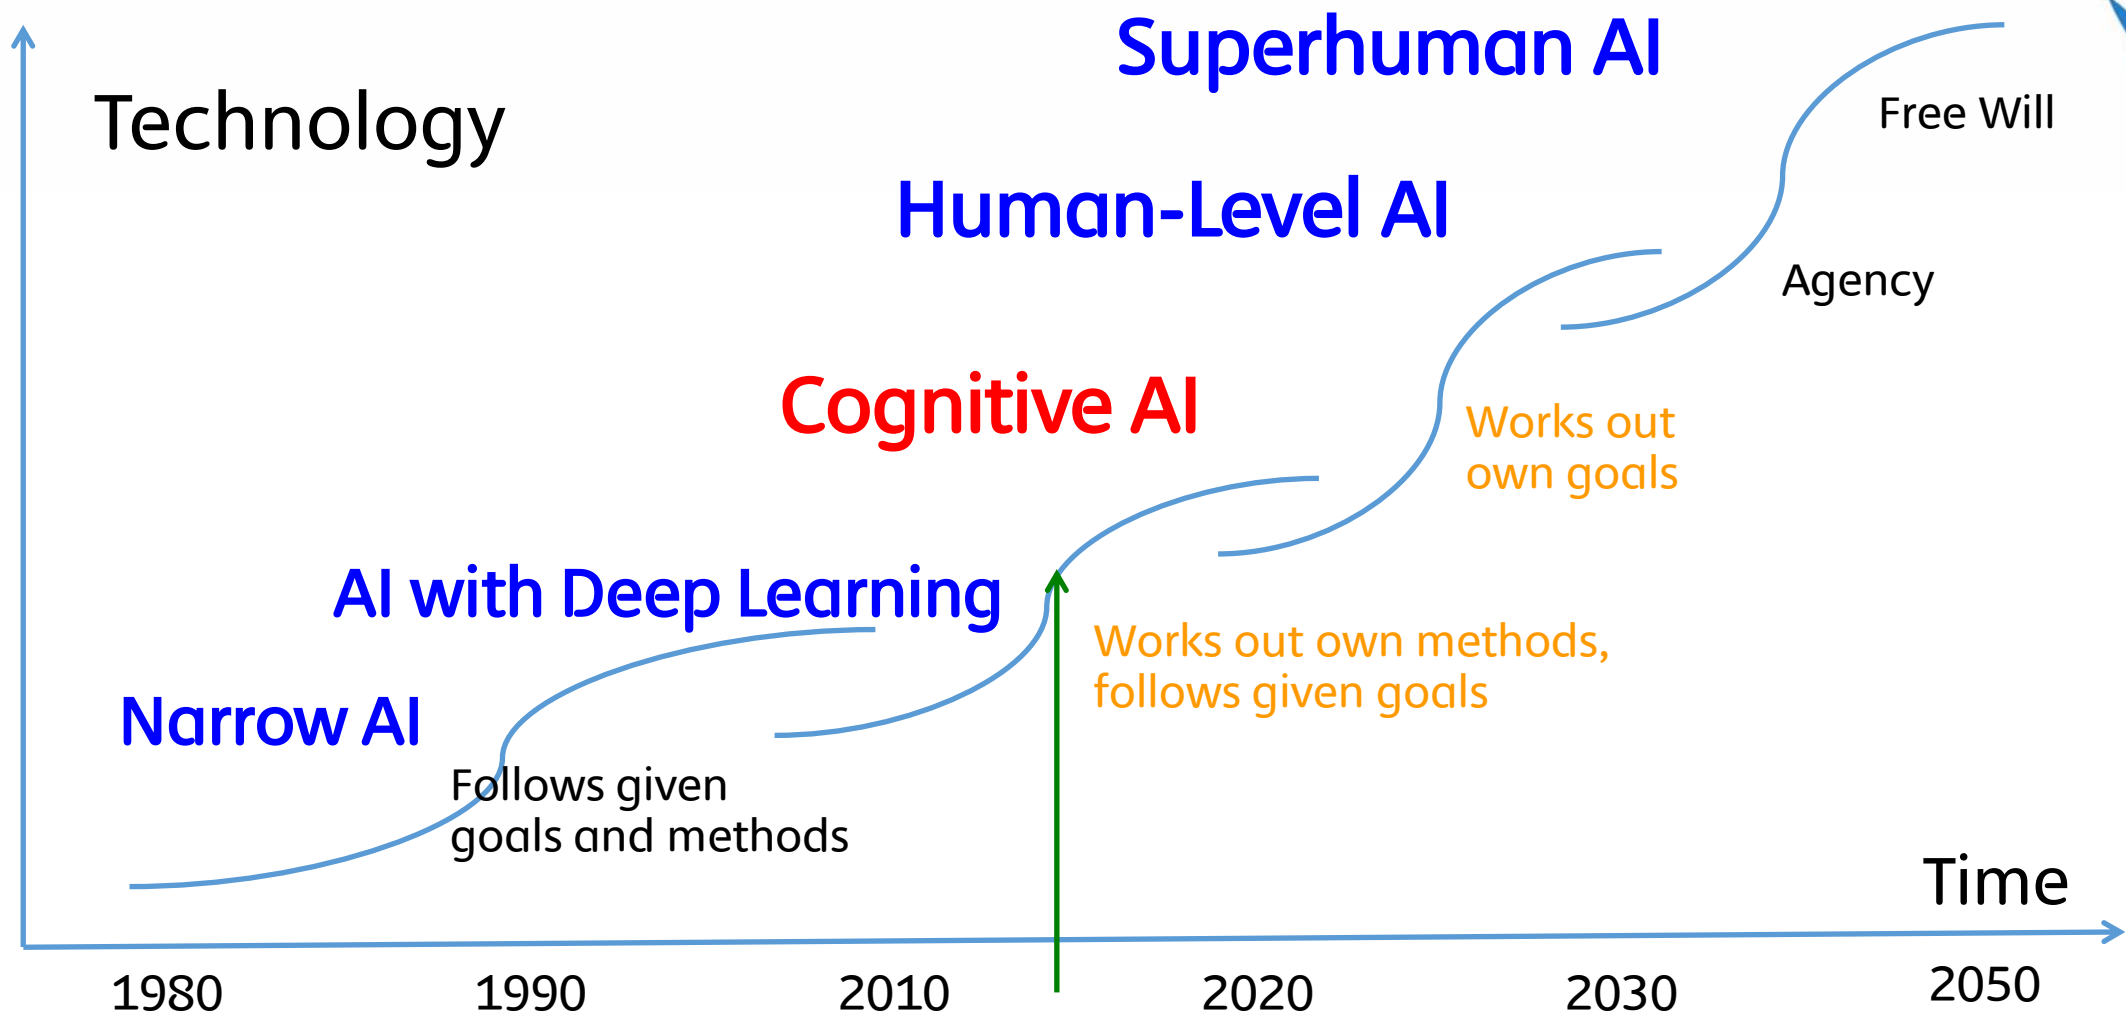 Superhuman AI
Technology
Free Will
Human-Level AI
Agency
Cognitive AI
Works out
own goals
AI with Deep Learning
Works out own methods,
follows given goals
Narrow AI
Follows given
goals and methods
Time
1980
1990
2010
2020
2030
2050